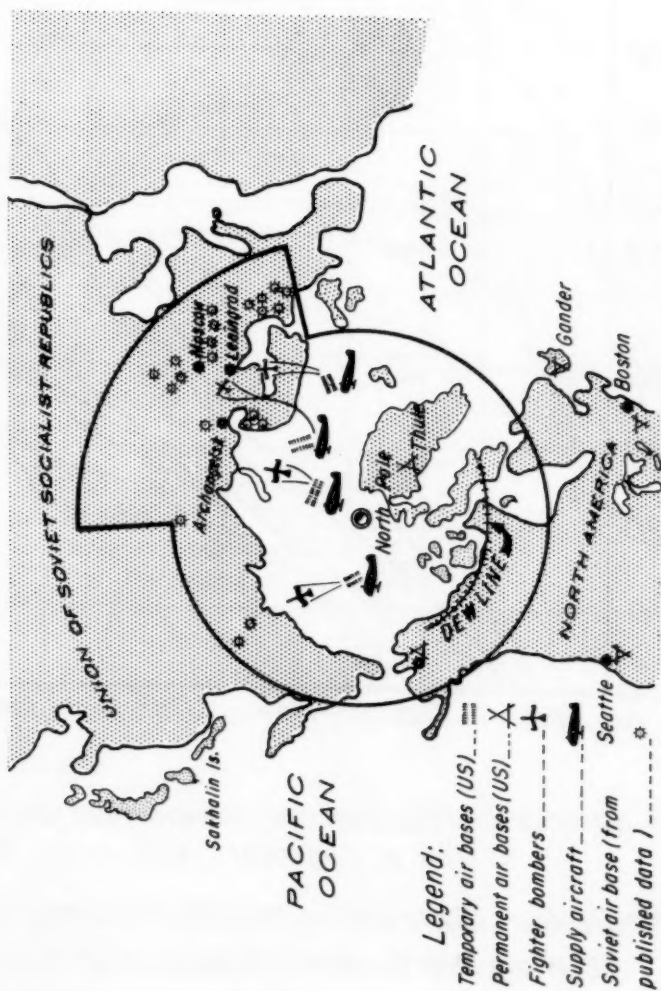 UNION OF SOVIET SOCIALIST REPUBLICS
Sakhalin Is.
Archangelsk
Moscow
Leningrad
PACIFIC
OCEAN
ATLANTIC
OCEAN
North Pole
Thule
DEW LINE
NORTH AMERICA
Gander
Boston
Seattle
Legend:
Temporary air bases (US)
Permanent air bases (US)
Fighter bombers
Supply aircraft
Soviet air base (from
published data)